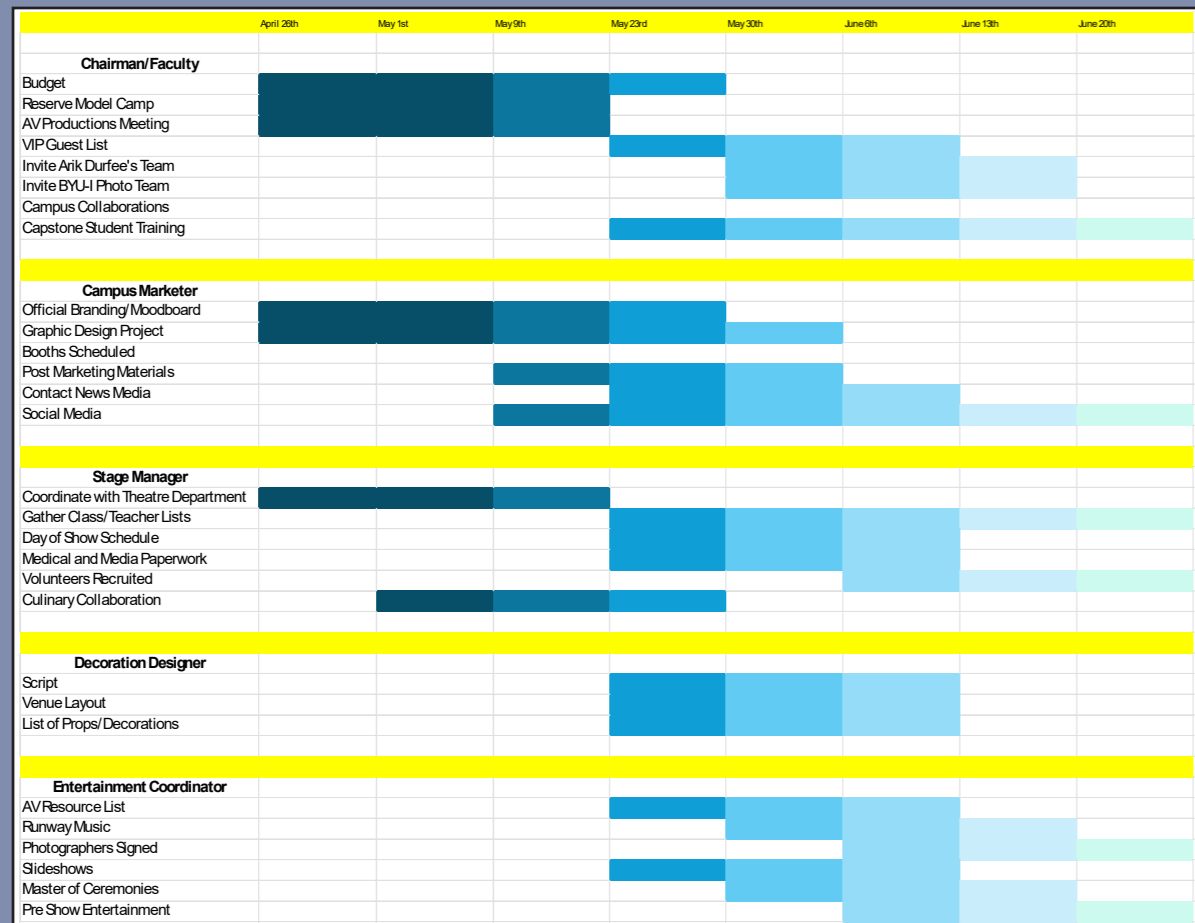 April 26th May 1st May 9th May 23rd May 30th June 6th June 13th June 20th
Chairman/Faculty
Budget
Reserve Model Camp
AV Productions Meeting
VIP Guest List
Invite Arik Durfee's Team
Invite BYU-I Photo Team
Campus Collaborations
Capstone Student Training
Campus Marketer
Official Branding/Moodboard
Graphic Design Project
Booths Scheduled
Post Marketing Materials
Contact News Media
Social Media
Stage Manager
Coordinate with Theatre Department
Gather Class/Teacher Lists
Day of Show Schedule
Medical and Media Paperwork
Volunteers Recruited
Culinary Collaboration
Decoration Designer
Script
Venue Layout
List of Props/Decorations
Entertainment Coordinator
AV Resource List
Runway Music
Photographers Signed
Slideshows
Master of Ceremonies
Pre Show Entertainment